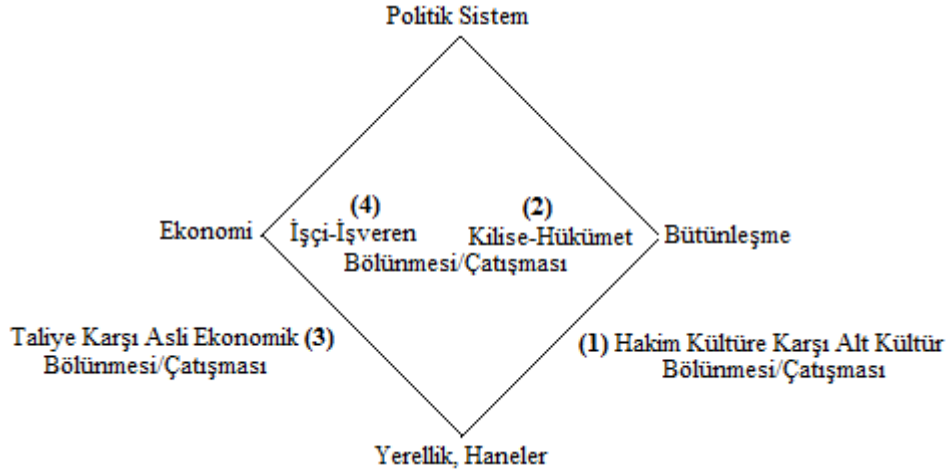 Politik Sistem
(4)
(2)
Ekonomi
İşçi-İşveren
Kilise-Hükümet
Bütünleşme
Bölünmesi/Çatışması
Taliye Karşı Asli Ekonomik (3)
Bölünmesi/Çatışması
(1) Hakim Kültüre Karşı Alt Kültür
Bölünmesi/Çatışması
Yerellik, Haneler